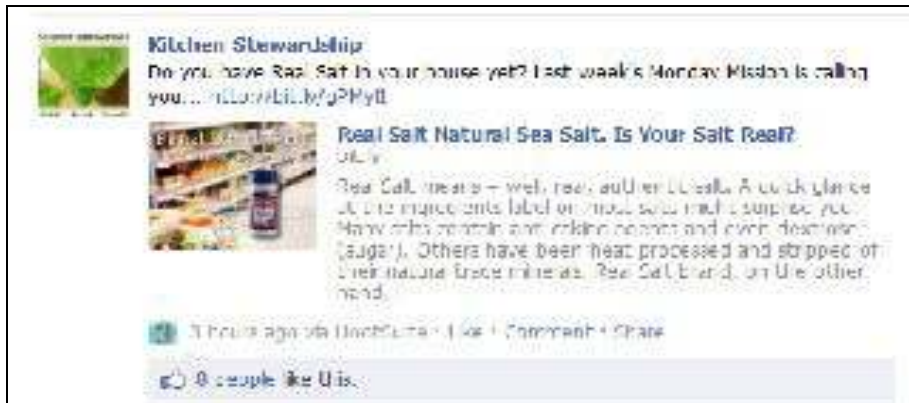 Kitchen Stewardship
Do you have Real Salt in your house yet? Last week's Monday Mission is calling
you...
Real Salt Natural Sea Salt. Is Your Salt Real?
bit.ly
Real Salt means – well, real, authentic salt. A quick glance
at the ingredients label on most salts might surprise you.
Many salts contain anti-caking agents and even dextrose
(sugar). Others have been heat processed and stripped of
their natural trace minerals. Real Salt brand, on the other
hand,
3 hours ago via HootSuite · Like · Comment · Share
8 people like this.